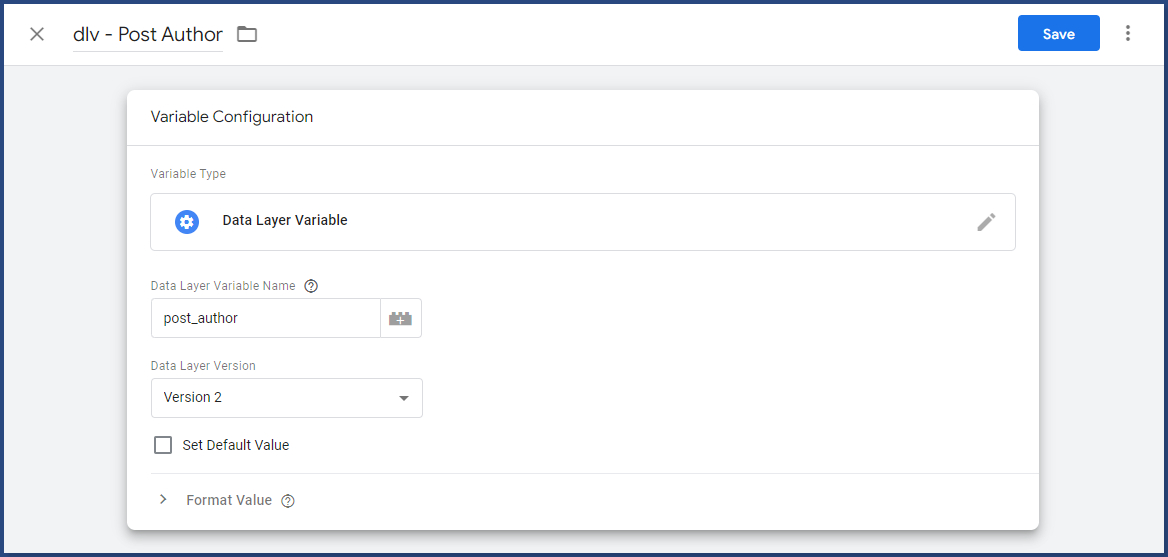 dlv - Post Author
Save
Variable Configuration
Variable Type
Data Layer Variable
Data Layer Variable Name
post_author
Data Layer Version
Version 2
Set Default Value
Format Value